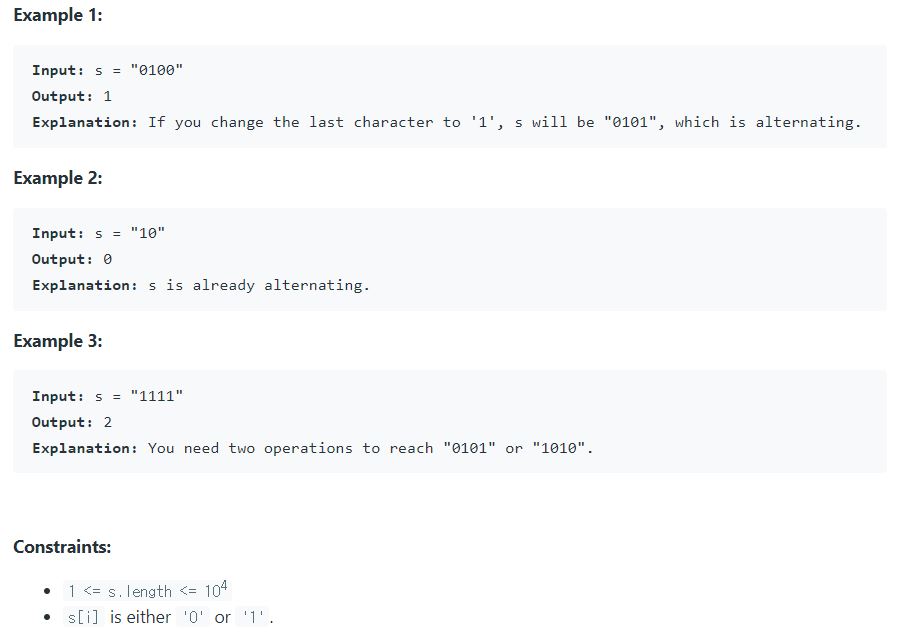 Example 1:
Input: s = "0100"
Output: 1
Explanation: If you change the last character to '1', s will be "0101", which is alternating.
Example 2:
Input: s = "10"
Output: 0
Explanation: s is already alternating.
Example 3:
Input: s = "1111"
Output: 2
Explanation: You need two operations to reach "0101" or "1010".
Constraints:
• 1 <= s.length <= 10⁴
• s[i] is either '0' or '1'.